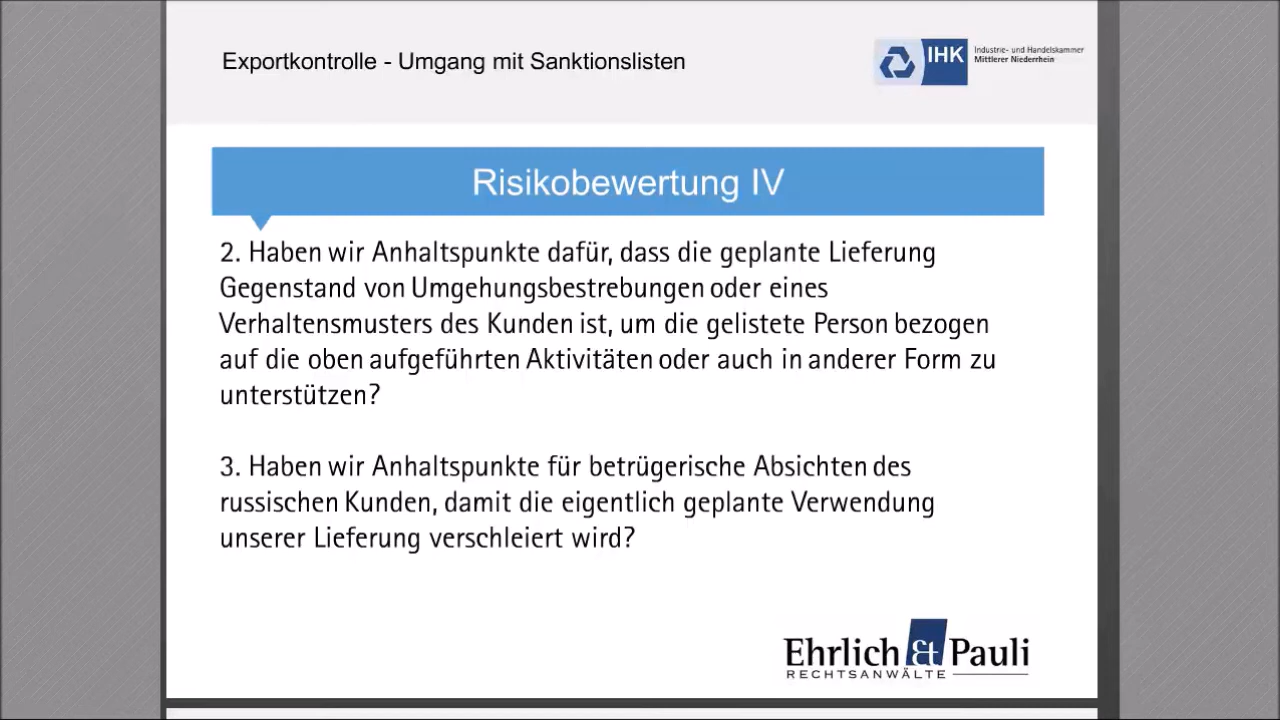 Exportkontrolle - Umgang mit Sanktionslisten
IHK
Industrie- und Handelskammer
Mittlerer Niederrhein
Risikobewertung IV
2. Haben wir Anhaltspunkte dafür, dass die geplante Lieferung
Gegenstand von Umgehungsbestrebungen oder eines
Verhaltensmusters des Kunden ist, um die gelistete Person bezogen
auf die oben aufgeführten Aktivitäten oder auch in anderer Form zu
unterstützen?
3. Haben wir Anhaltspunkte für betrügerische Absichten des
russischen Kunden, damit die eigentlich geplante Verwendung
unserer Lieferung verschleiert wird?
Ehrlich et Pauli
RECHTSANWÄLTE